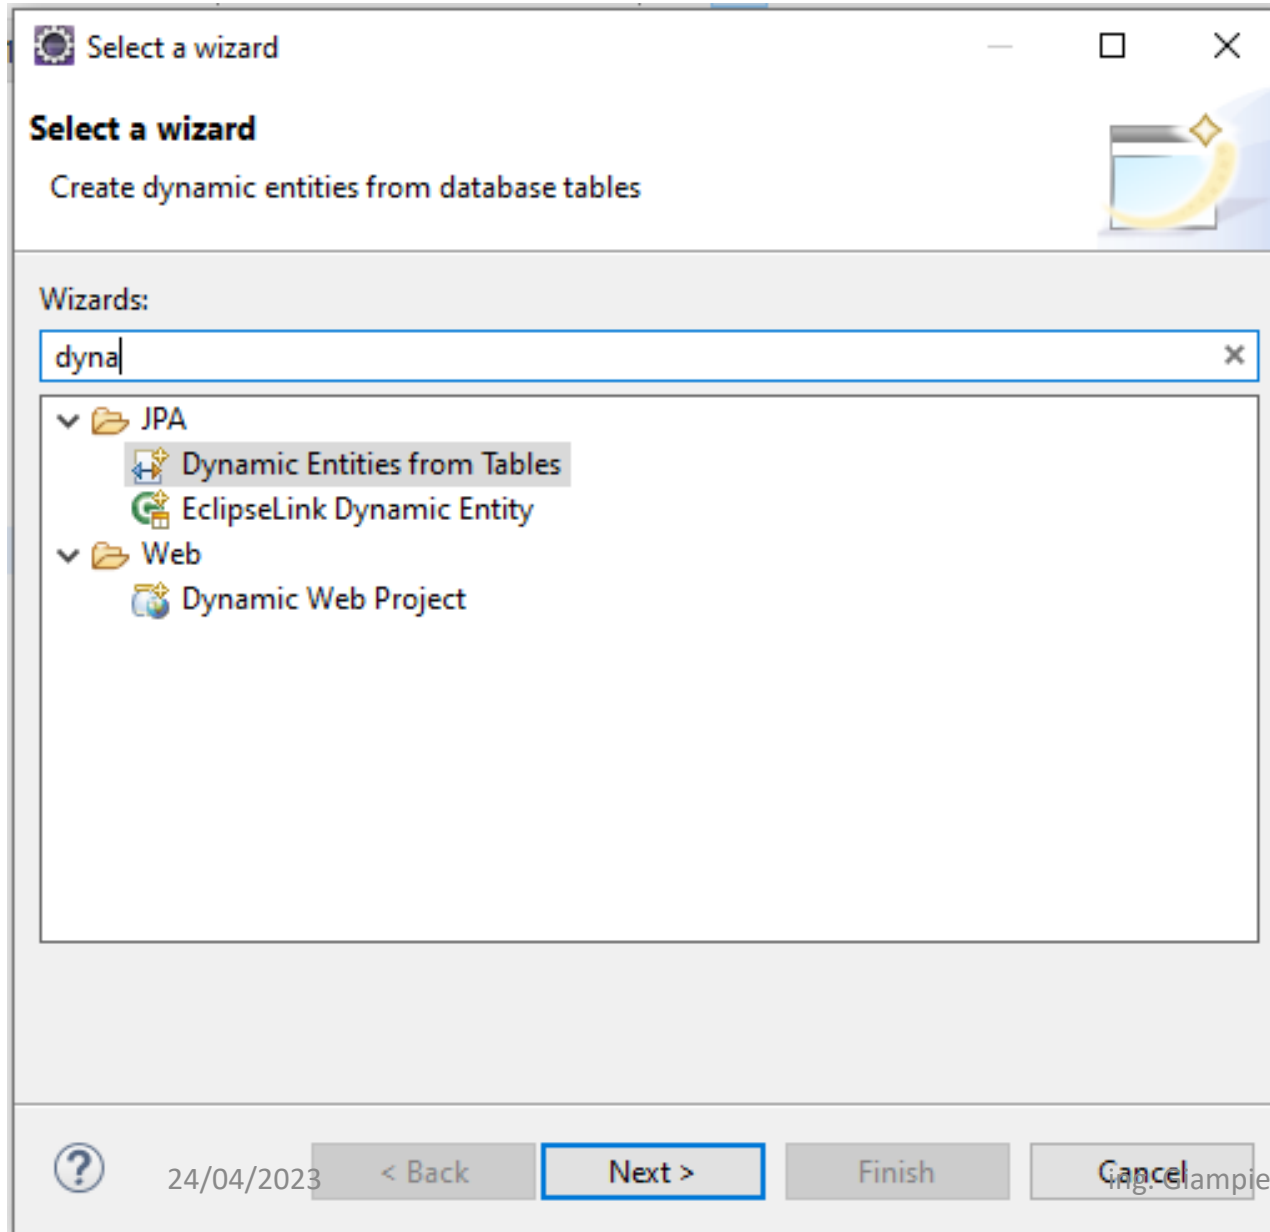 Select a wizard
Select a wizard
Create dynamic entities from database tables
Wizards:
dyna
JPA
Dynamic Entities from Tables
EclipseLink Dynamic Entity
Web
Dynamic Web Project
24/04/2023 < Back Next > Finish Cancel ing.